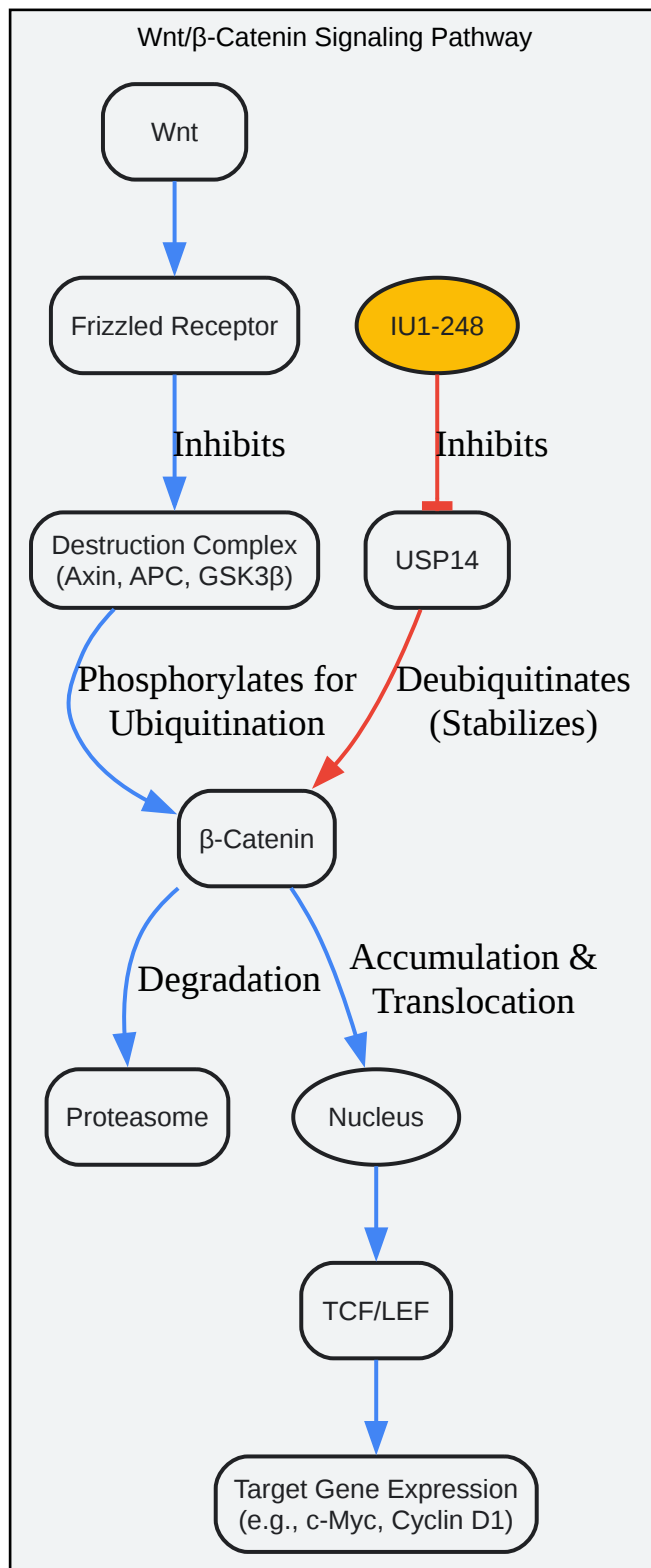 Wnt/β-Catenin Signaling Pathway
Wnt
Frizzled Receptor
IU1-248
Inhibits
Inhibits
Destruction Complex
(Axin, APC, GSK3β)
USP14
Phosphorylates for
Ubiquitination
Deubiquitinates
(Stabilizes)
β-Catenin
Degradation
Accumulation &
Translocation
Proteasome
Nucleus
TCF/LEF
Target Gene Expression
(e.g., c-Myc, Cyclin D1)